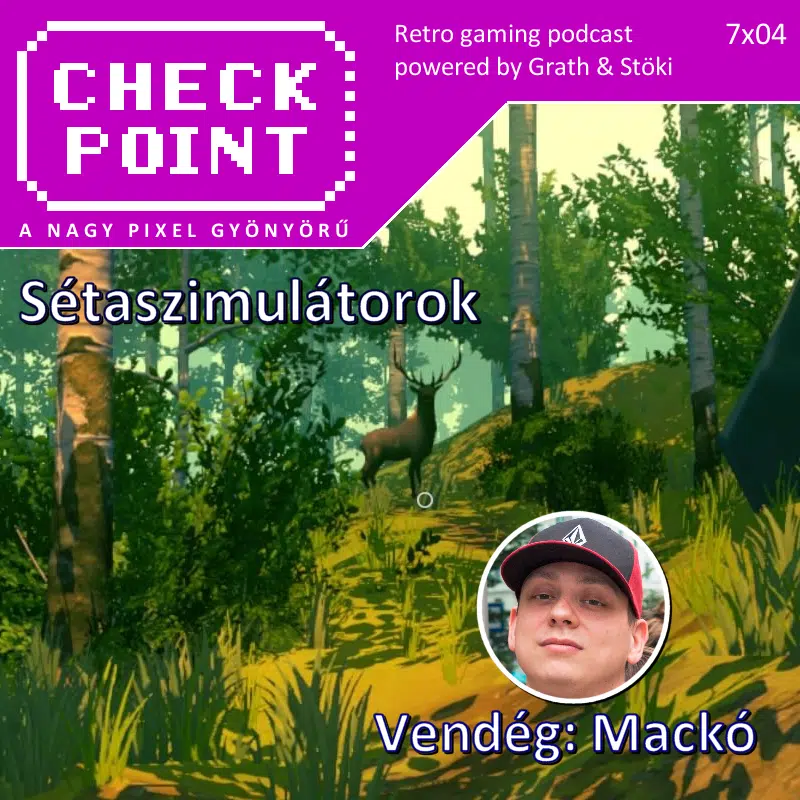 CHECK
POINT
A NAGY PIXEL GYÖNYÖRŰ
Retro gaming podcast
powered by Grath & Stöki
7x04
Sétaszimulátorok
Vendég: Mackó